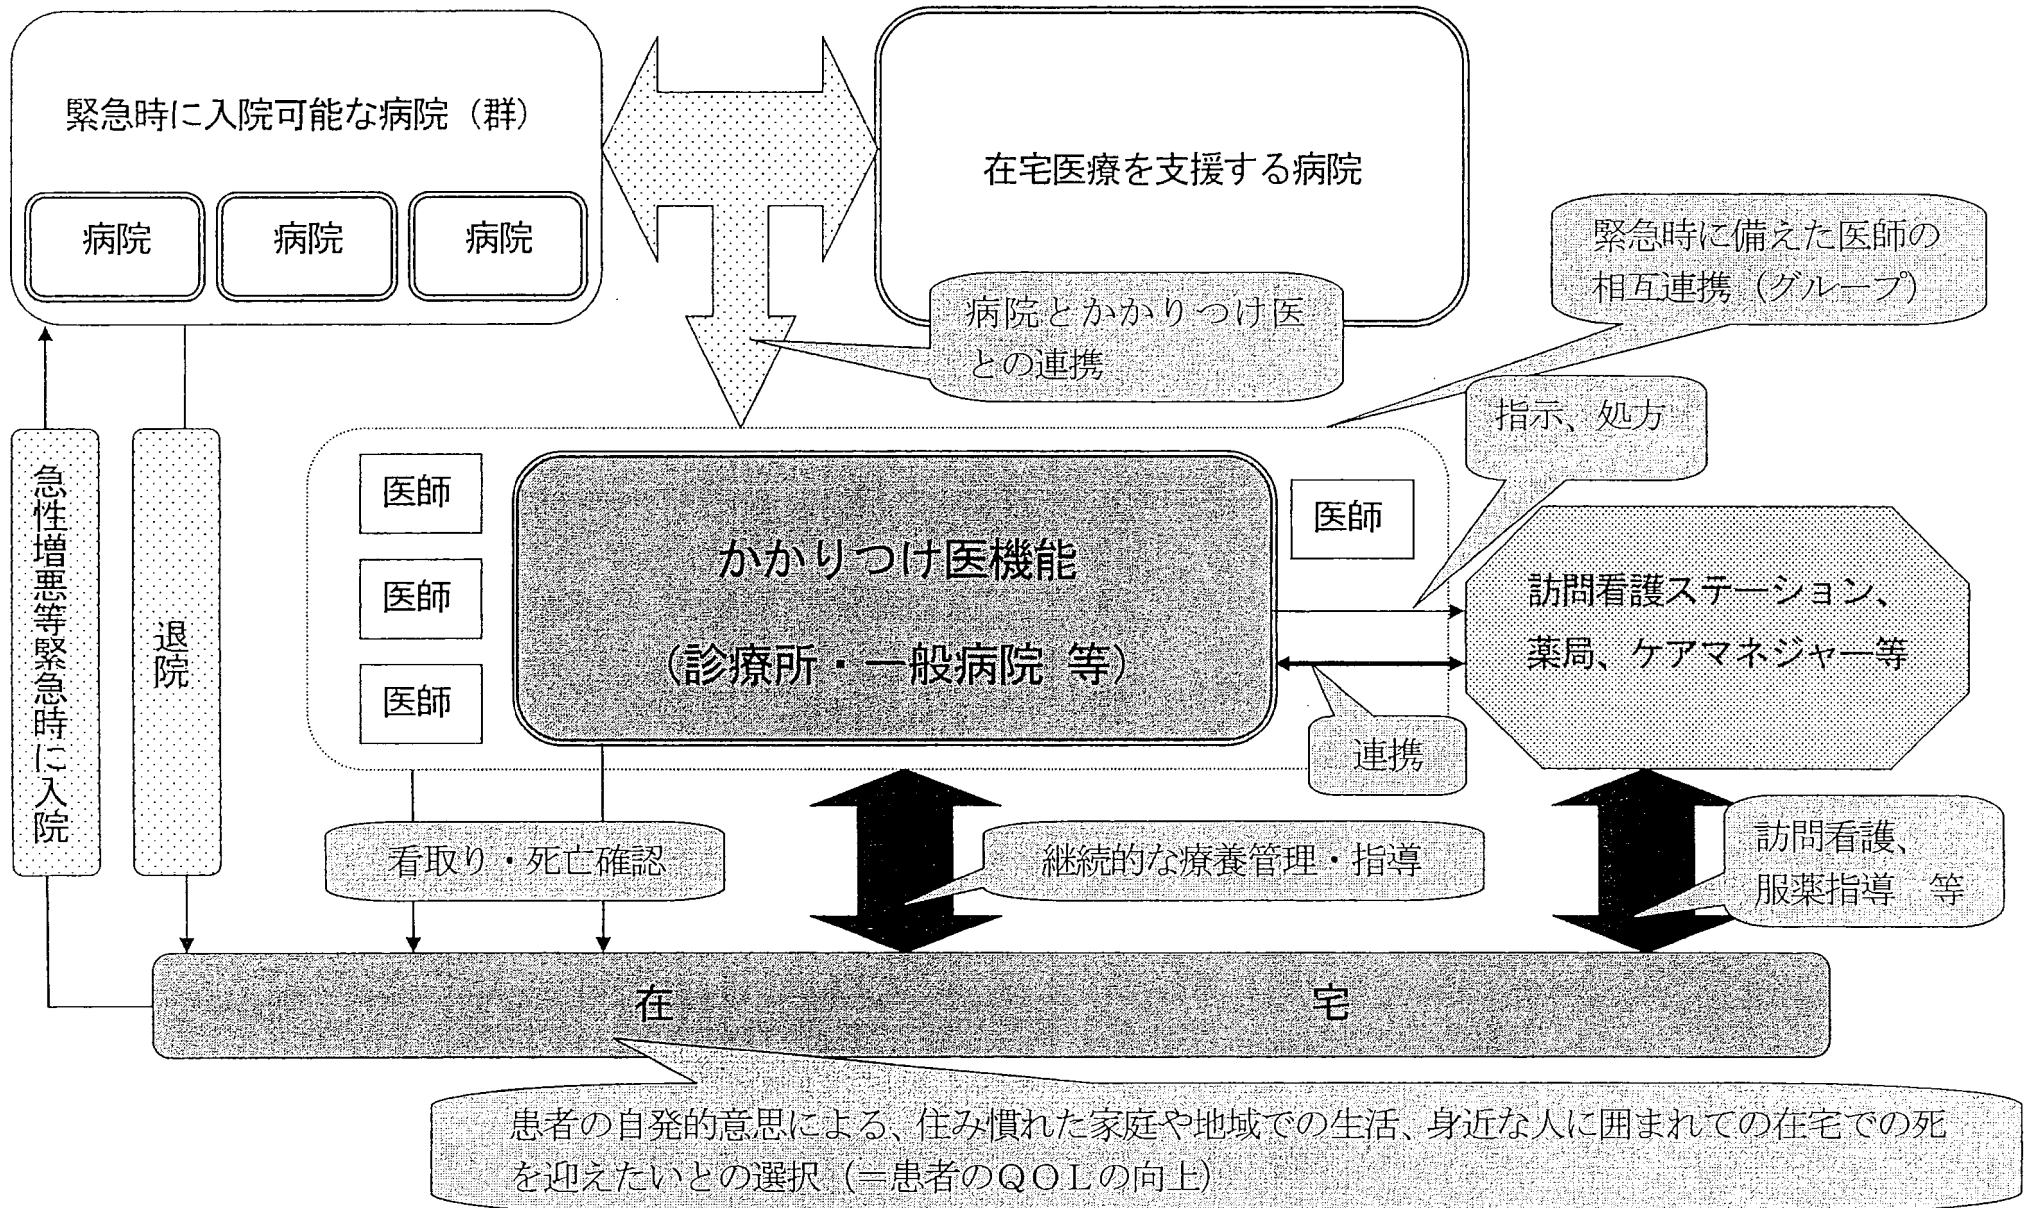 緊急時に入院可能な病院（群）
病院
病院
病院
在宅医療を支援する病院
緊急時に備えた医師の
相互連携（グループ）
病院とかかりつけ医
との連携
指示、処方
急性増悪等緊急時に入院
退院
医師
医師
医師
かかりつけ医機能
（診療所・一般病院 等）
医師
訪問看護ステーション、
薬局、ケアマネジャー等
連携
看取り・死亡確認
継続的な療養管理・指導
訪問看護、
服薬指導　等
在　宅
患者の自発的意思による、住み慣れた家庭や地域での生活、身近な人に囲まれての在宅での死
を迎えたいとの選択（＝患者のＱＯＬの向上）